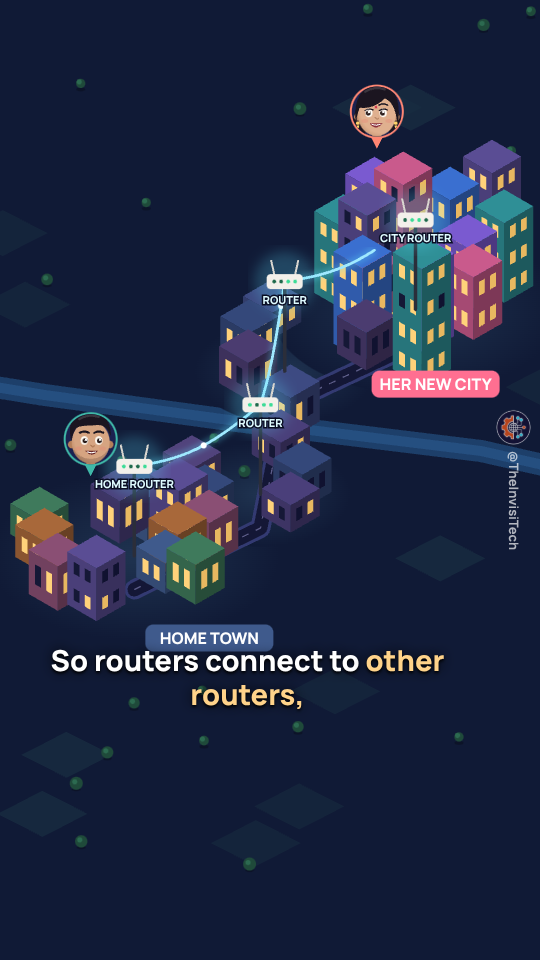 CITY ROUTER
ROUTER
HER NEW CITY
ROUTER
HOME ROUTER
@TheInvisiTech
HOME TOWN
So routers connect to other
routers,